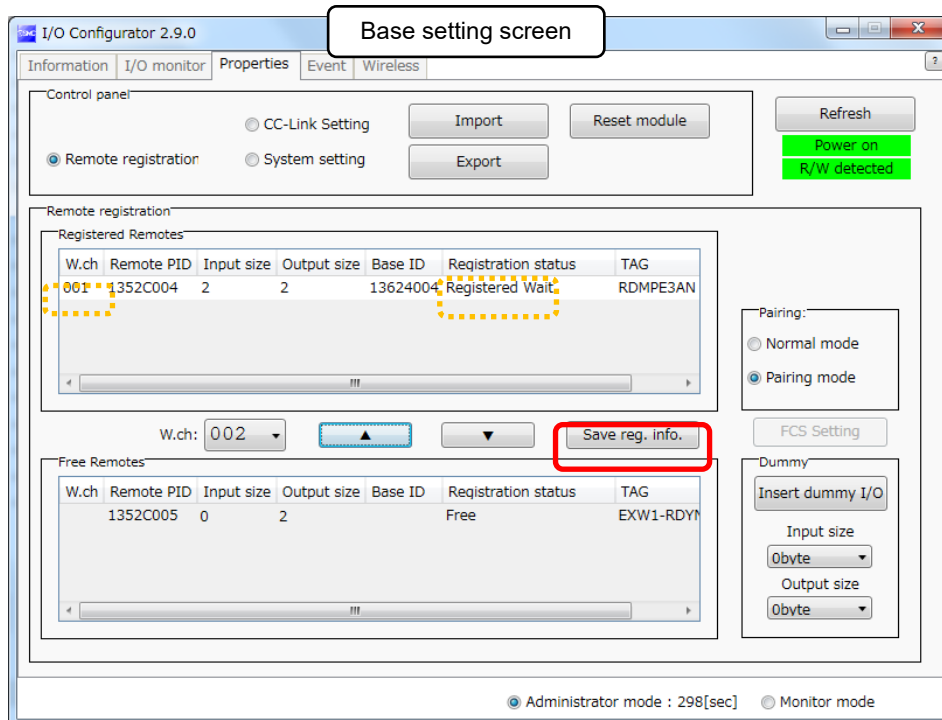 Base setting screen
I/O Configurator 2.9.0
Information I/O monitor Properties Event Wireless ?
Control panel
CC-Link Setting Import Reset module Refresh
Remote registration System setting Export Power on
R/W detected
Remote registration
Registered Remotes
W.ch Remote PID Input size Output size Base ID Registration status TAG
001 1352C004 2 2 13624004 Registered Wait RDMPE3AN
Pairing:
Normal mode
Pairing mode
W.ch: 002 ▲ ▼ Save reg. info. FCS Setting
Free Remotes
W.ch Remote PID Input size Output size Base ID Registration status TAG
1352C005 0 2 Free EXW1-RDYN
Dummy
Insert dummy I/O
Input size
0byte
Output size
0byte
Administrator mode : 298[sec] Monitor mode